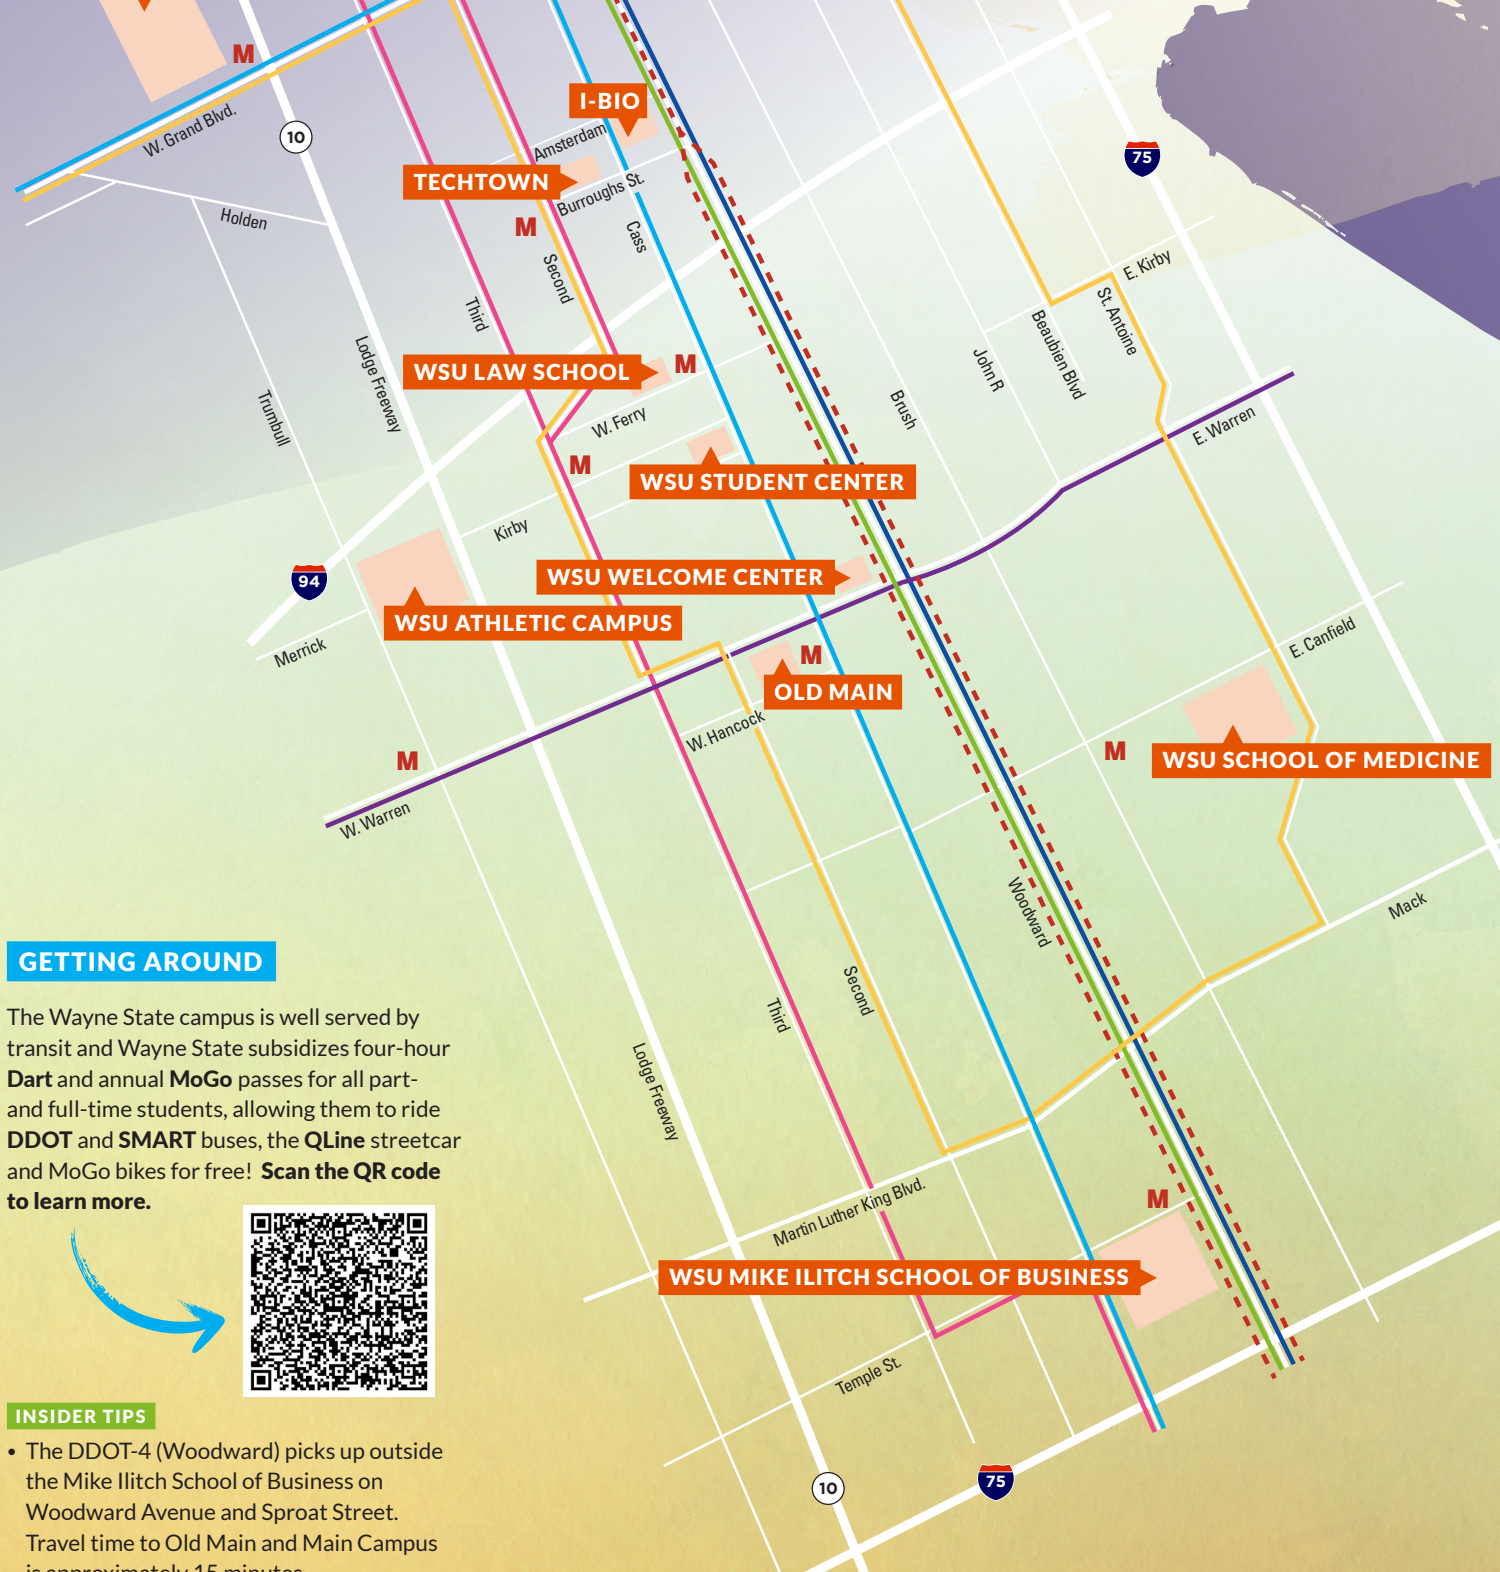 M
W. Grand Blvd.
10
I-BIO
Amsterdam
75
TECHTOWN
Burroughs St.
Holden
M
Cass
Second
E. Kirby
Third
St. Antoine
Beaubien Blvd
Lodge Freeway
John R
WSU LAW SCHOOL
M
Trumbull
Brush
W. Ferry
E. Warren
M
WSU STUDENT CENTER
Kirby
94
WSU WELCOME CENTER
WSU ATHLETIC CAMPUS
Merrick
E. Canfield
M
OLD MAIN
W. Hancock
M
M
WSU SCHOOL OF MEDICINE
W. Warren
Woodward
Mack
Second
Third
Lodge Freeway
GETTING AROUND
The Wayne State campus is well served by
transit and Wayne State subsidizes four-hour
Dart and annual MoGo passes for all part-
and full-time students, allowing them to ride
DDOT and SMART buses, the QLine streetcar
and MoGo bikes for free! Scan the QR code
to learn more.
Martin Luther King Blvd.
M
WSU MIKE ILITCH SCHOOL OF BUSINESS
Temple St.
10
75
INSIDER TIPS
• The DDOT-4 (Woodward) picks up outside
the Mike Ilitch School of Business on
Woodward Avenue and Sproat Street.
Travel time to Old Main and Main Campus
is approximately 15 minutes